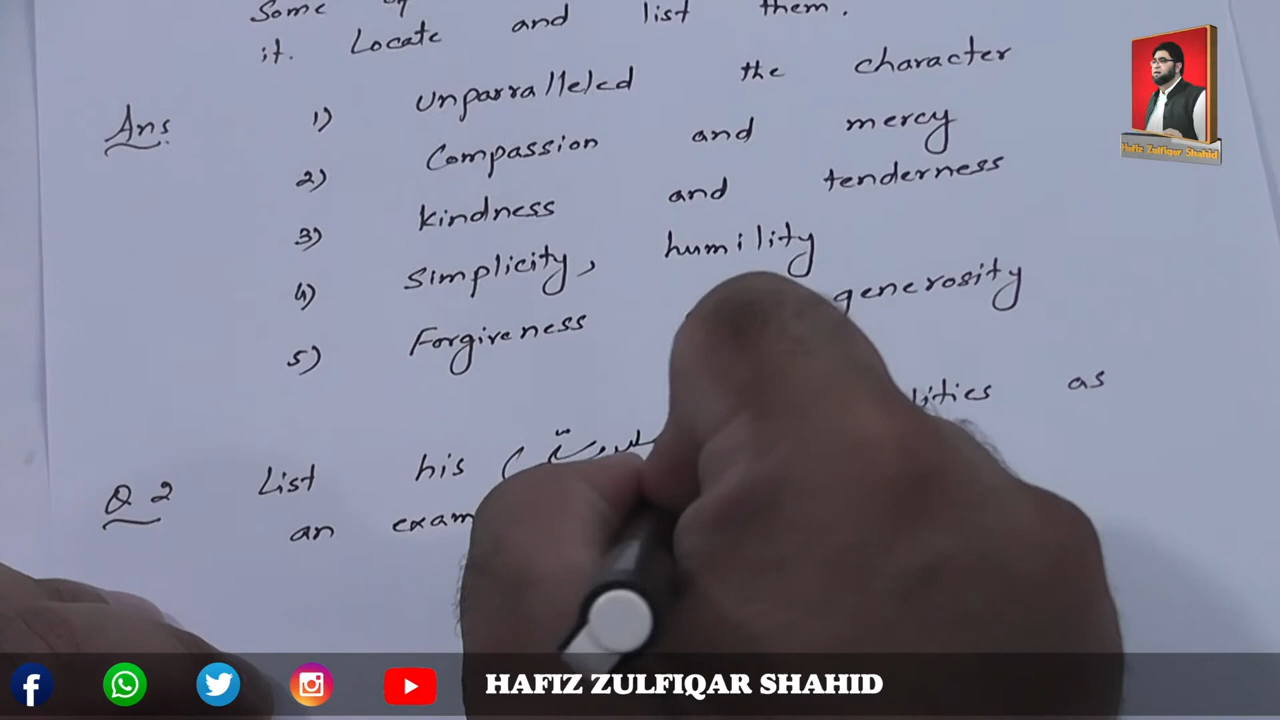 Some
it. Locate and list them.
Ans 1) Unparralleled the character
2) Compassion and mercy
3) kindness and tenderness
4) Simplicity, humility
5) Forgiveness generosity
Q 2 List his ( as
an
Hafiz Zulfiqar Shahid
HAFIZ ZULFIQAR SHAHID